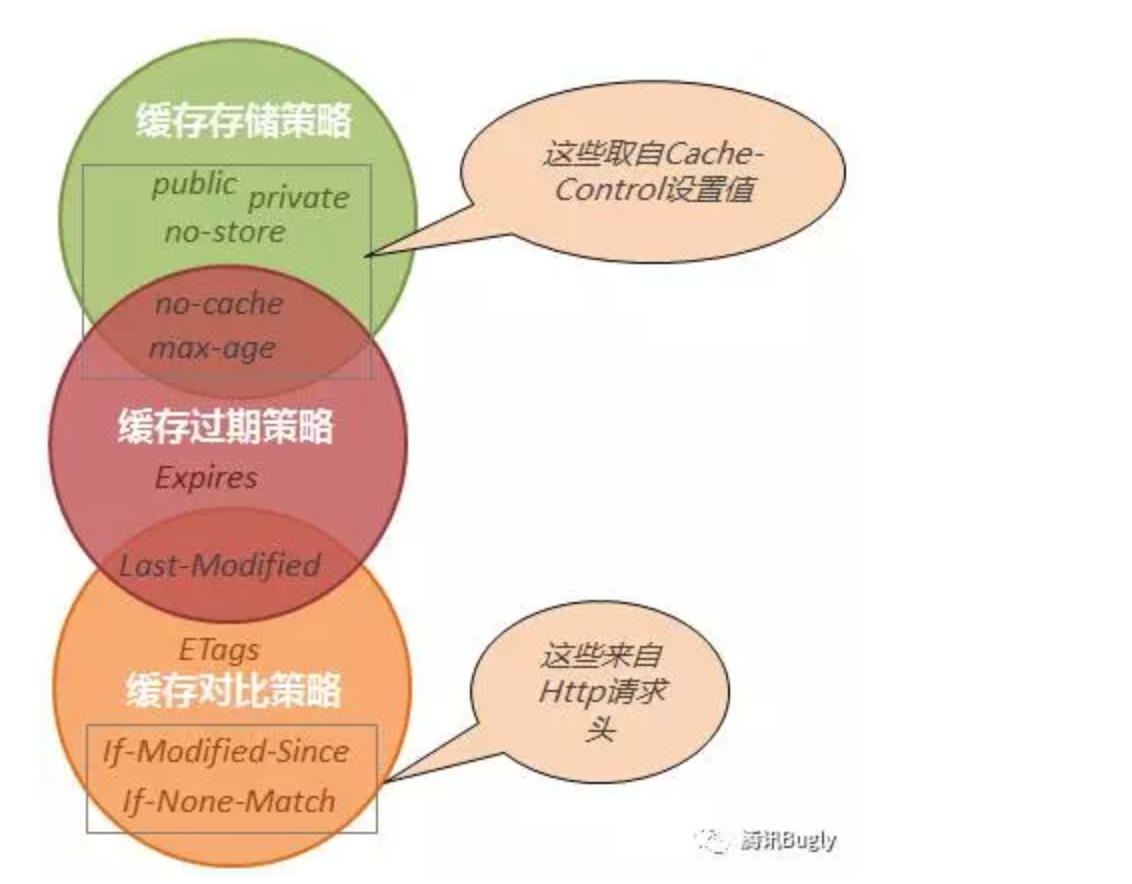 缓存存储策略
public private
no-store
no-cache
max-age
这些取自Cache-
Control设置值
缓存过期策略
Expires
Last-Modified
ETags
缓存对比策略
If-Modified-Since
If-None-Match
这些来自
Http请求
头
腾讯Bugly